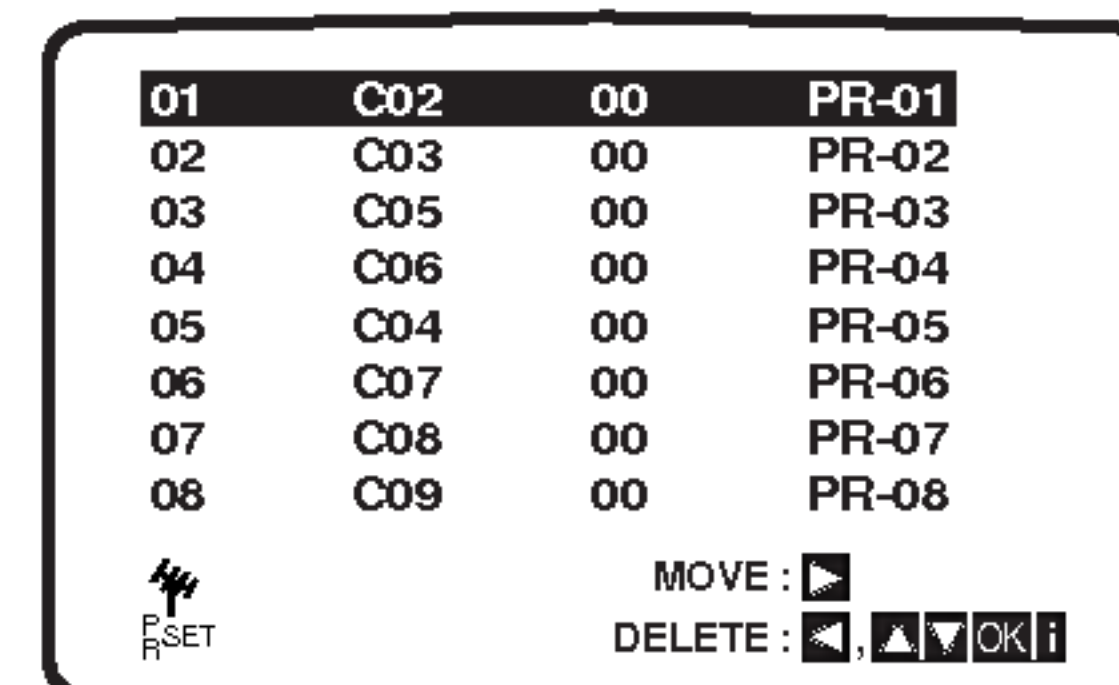 01 C02 00 PR-01
02 C03 00 PR-02
03 C05 00 PR-03
04 C06 00 PR-04
05 C04 00 PR-05
06 C07 00 PR-06
07 C08 00 PR-07
08 C09 00 PR-08
MOVE : ▷
PR SET DELETE : ◁ , △ ▽ OK i